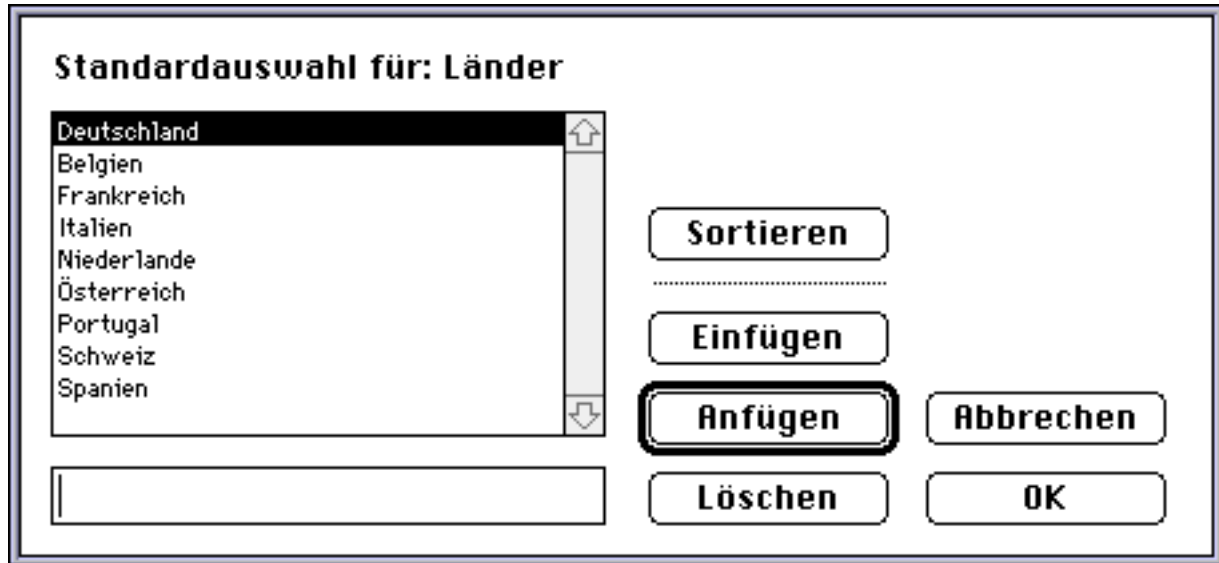 Standardauswahl für: Länder
Deutschland
Belgien
Frankreich
Italien
Niederlande
Österreich
Portugal
Schweiz
Spanien
Sortieren
Einfügen
Anfügen
Abbrechen
Löschen
OK